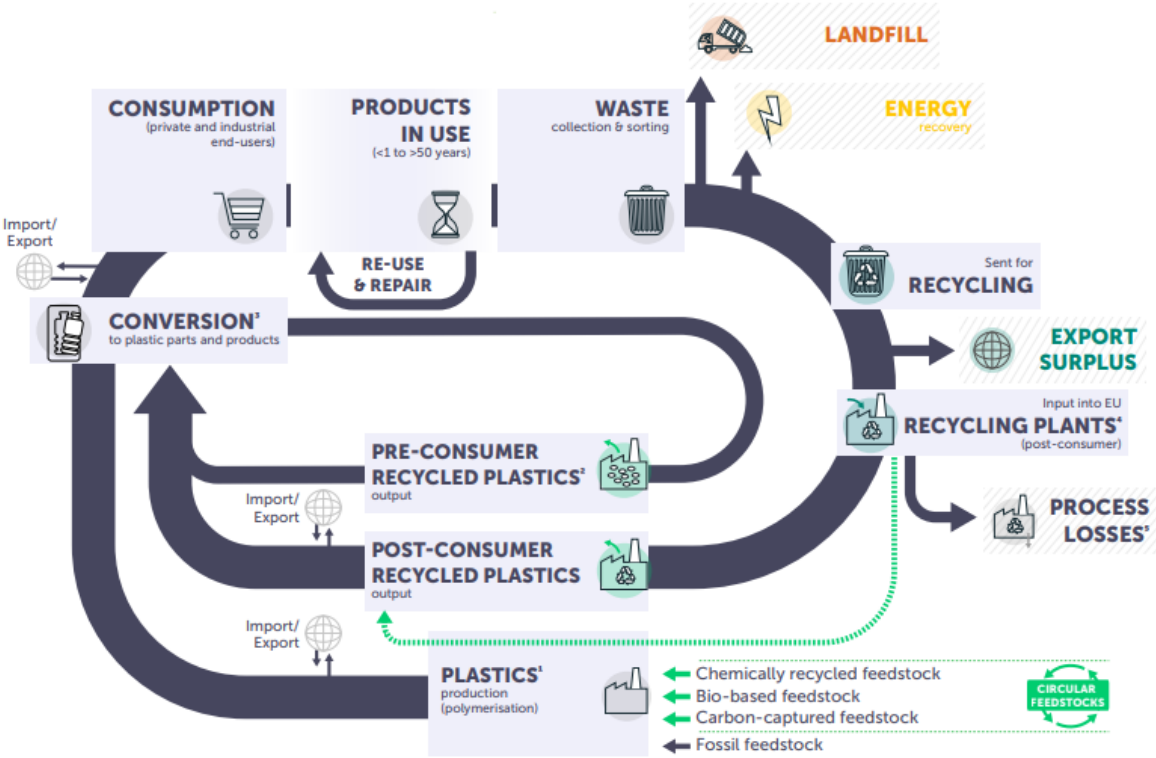 LANDFILL
ENERGY
recovery
CONSUMPTION
(private and industrial
end-users)
PRODUCTS
IN USE
(<1 to >50 years)
WASTE
collection & sorting
Import/
Export
RE-USE
& REPAIR
Sent for
RECYCLING
CONVERSION³
to plastic parts and products
EXPORT
SURPLUS
Input into EU
RECYCLING PLANTS⁴
(post-consumer)
PRE-CONSUMER
RECYCLED PLASTICS²
output
Import/
Export
PROCESS
LOSSES⁵
POST-CONSUMER
RECYCLED PLASTICS
output
Import/
Export
PLASTICS¹
production
(polymerisation)
Chemically recycled feedstock
Bio-based feedstock
Carbon-captured feedstock
Fossil feedstock
CIRCULAR
FEEDSTOCKS